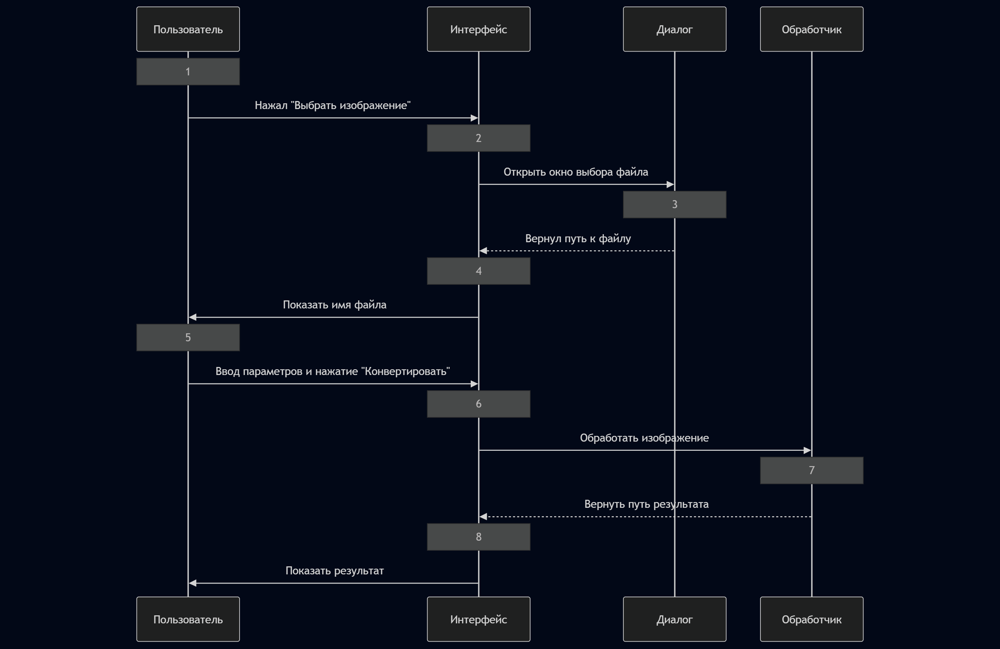 Пользователь
Интерфейс
Диалог
Обработчик
1
Нажал "Выбрать изображение"
2
Открыть окно выбора файла
3
Вернул путь к файлу
4
Показать имя файла
5
Ввод параметров и нажатие "Конвертировать"
6
Обработать изображение
7
Вернуть путь результата
8
Показать результат
Пользователь
Интерфейс
Диалог
Обработчик